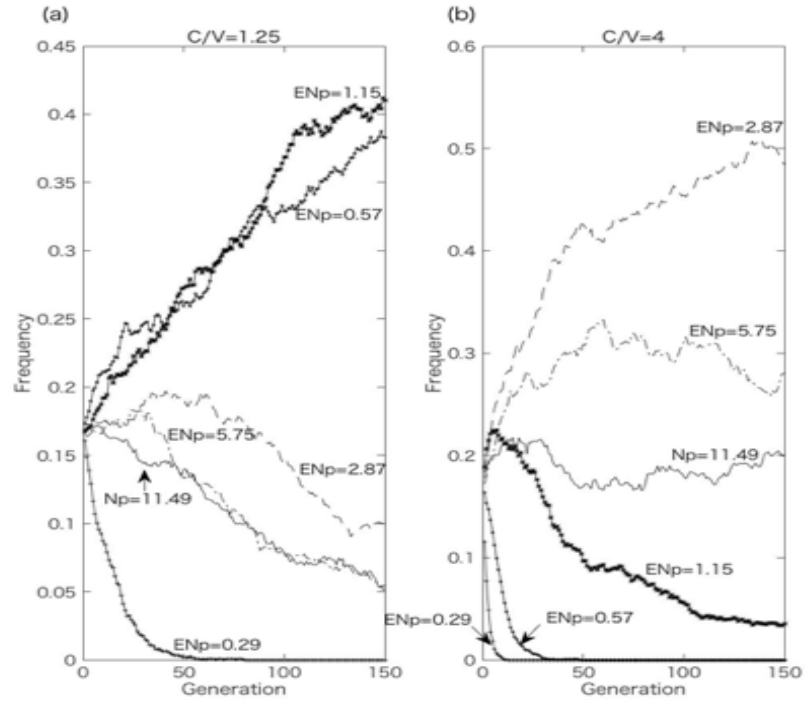 (a)
C/V=1.25
0.45
0.4
0.35
0.3
0.25
0.2
0.15
0.1
0.05
0
Frequency
ENp=1.15
ENp=0.57
ENp=5.75
ENp=2.87
Np=11.49
ENp=0.29
0 50 100 150
Generation
(b)
C/V=4
0.6
0.5
0.4
0.3
0.2
0.1
0
Frequency
ENp=2.87
ENp=5.75
Np=11.49
ENp=1.15
ENp=0.29
ENp=0.57
0 50 100 150
Generation